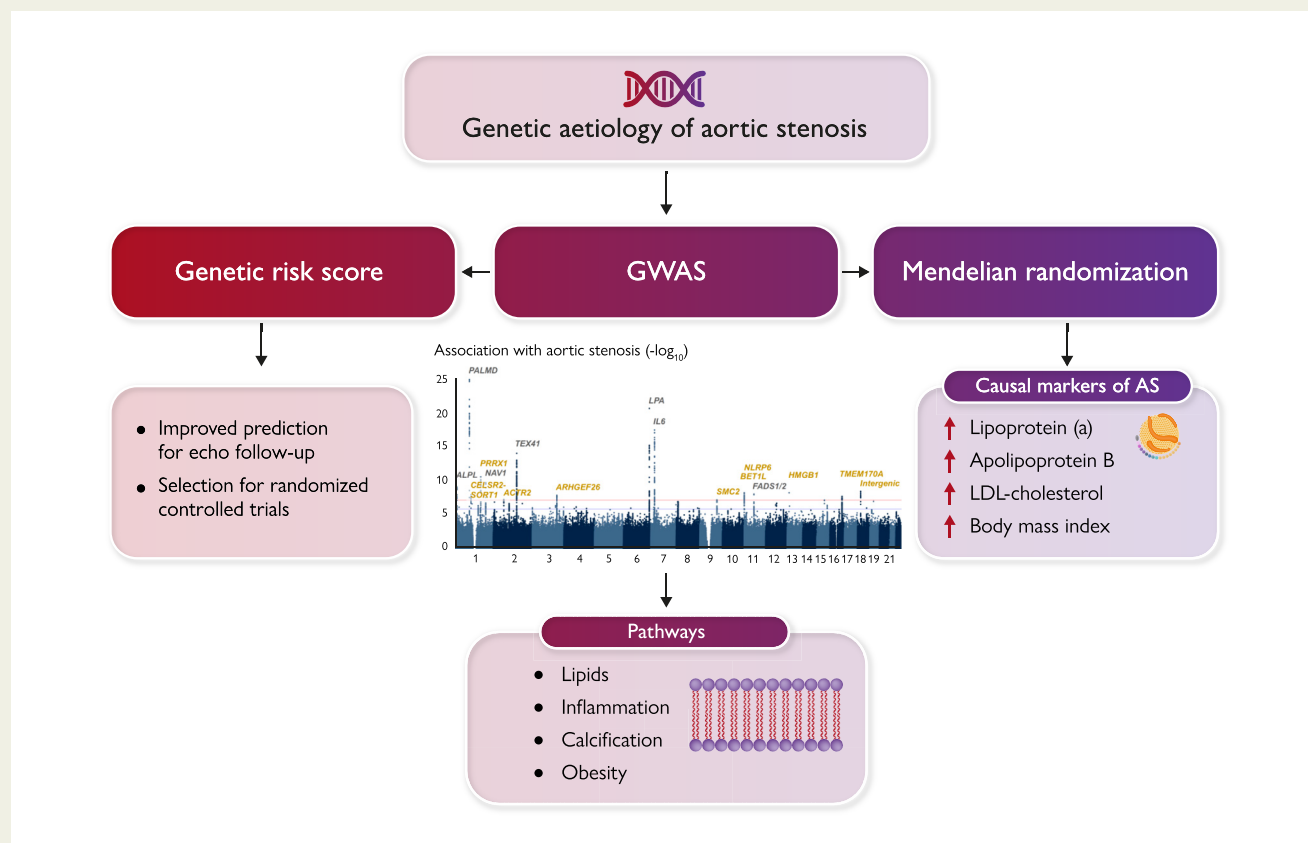 Genetic aetiology of aortic stenosis
Genetic risk score
GWAS
Mendelian randomization
Improved prediction
for echo follow-up
Selection for randomized
controlled trials
Association with aortic stenosis (-log10)
25
20
15
10
5
0
PALMD
LPA
IL6
TEX41
PRRX1
NAV1
ALPL
CELSR2-
SORT1
ACTR2
ARHGEF26
SMC2
NLRP6
BET1L
FADS1/2
HMGB1
TMEM170A
Intergenic
1 2 3 4 5 6 7 8 9 10 11 12 13 14 15 16 17 18 19 21
Causal markers of AS
Lipoprotein (a)
Apolipoprotein B
LDL-cholesterol
Body mass index
Pathways
Lipids
Inflammation
Calcification
Obesity